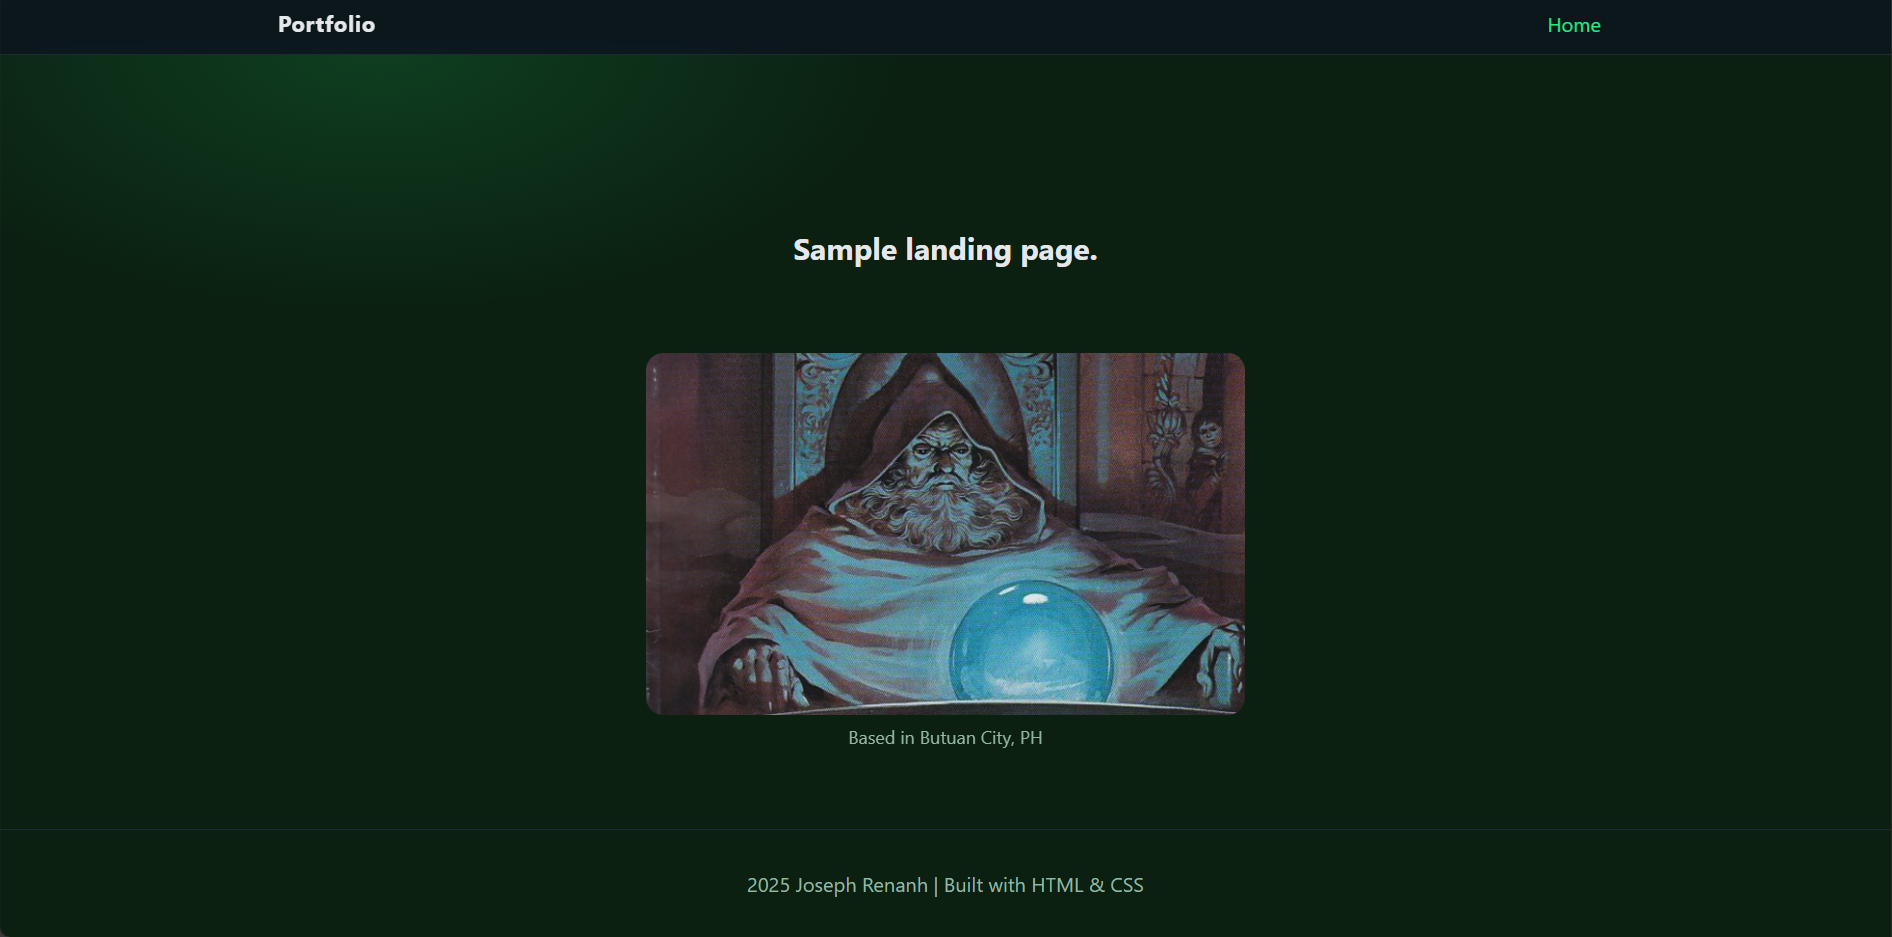 Portfolio
Home
Sample landing page.
Based in Butuan City, PH
2025 Joseph Renanh | Built with HTML & CSS